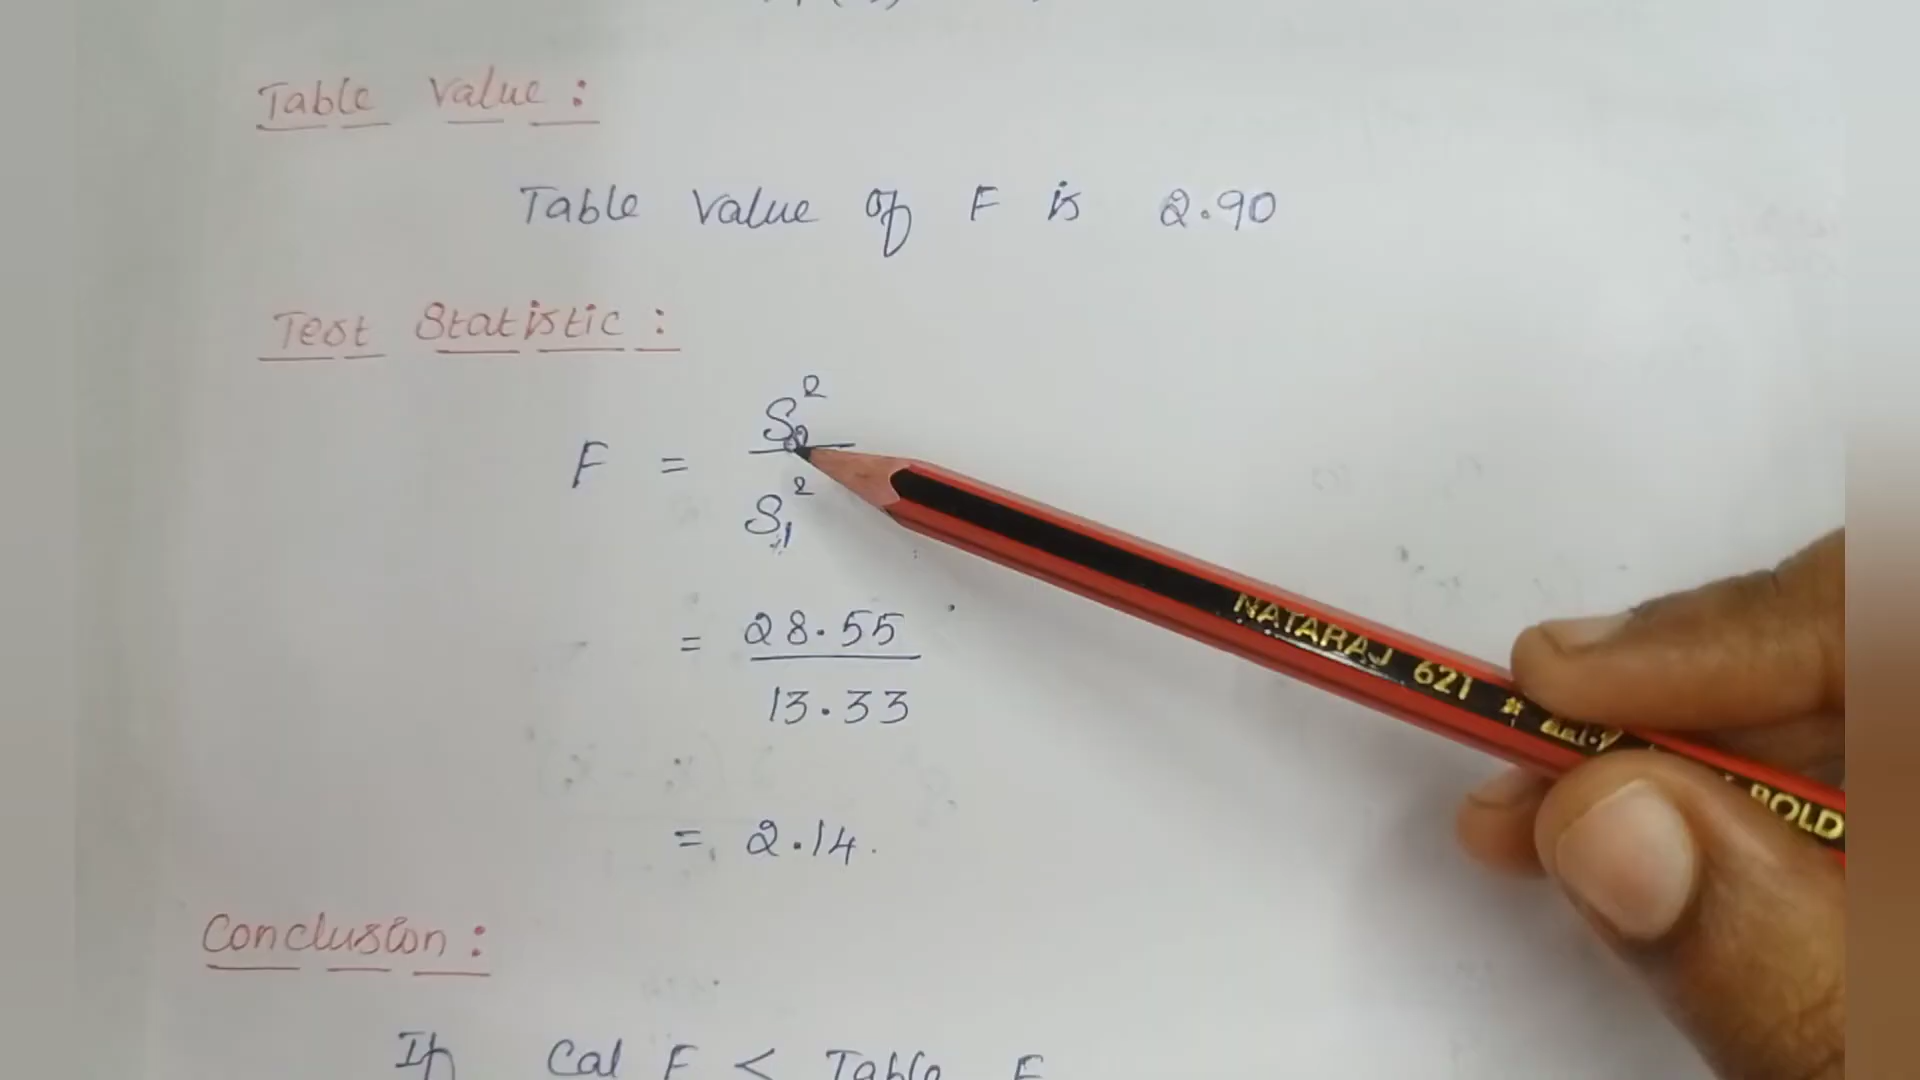 Table Value:
Table Value of F is 2.90
Test Statistic:
F = S₂²
S₁²
= 28.55
13.33
= 2.14.
Conclusion:
If Cal F < Table F
NATARAJ 621
BOLD